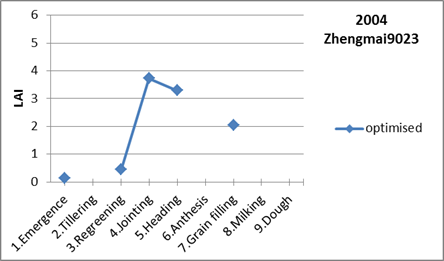 2004
Zhengmai9023
6
5
4
3
2
1
0
LAI
optimised
1.Emergence
2.Tillering
3.Regreening
4.Jointing
5.Heading
6.Anthesis
7.Grain filling
8.Milking
9.Dough